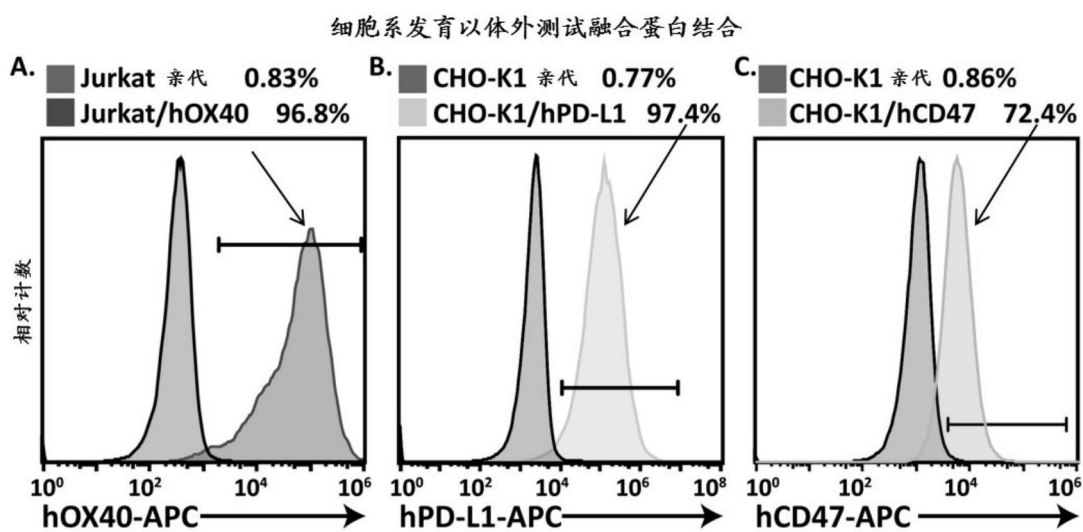 细胞系发育以体外测试融合蛋白结合
A. Jurkat 亲代 0.83%
Jurkat/hOX40 96.8%
B. CHO-K1 亲代 0.77%
CHO-K1/hPD-L1 97.4%
C. CHO-K1 亲代 0.86%
CHO-K1/hCD47 72.4%
相对计数
10⁰ 10² 10⁴ 10⁶
hOX40-APC
10⁰ 10² 10⁴ 10⁶ 10⁸
hPD-L1-APC
10⁰ 10² 10⁴ 10⁶
hCD47-APC